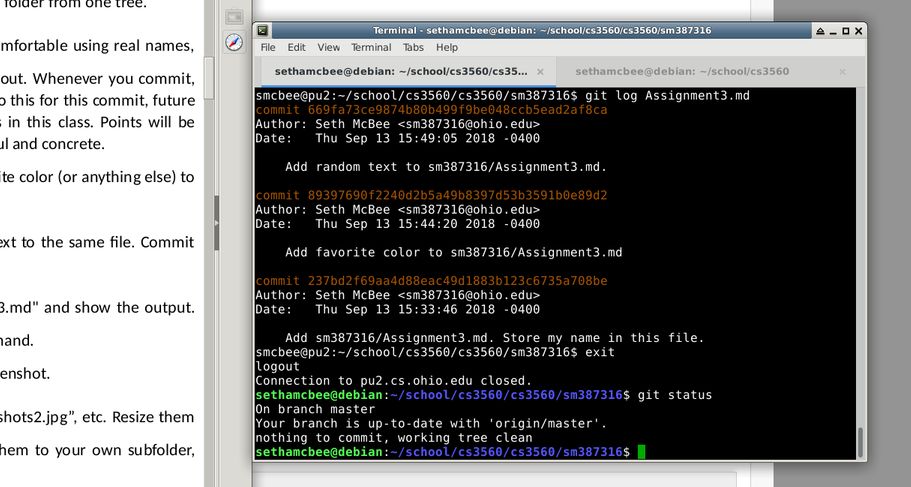 folder from one tree.
mfortable using real names,
out. Whenever you commit,
o this for this commit, future
s in this class. Points will be
ul and concrete.
ite color (or anything else) to
ext to the same file. Commit
3.md" and show the output.
mand.
enshot.
shots2.jpg”, etc. Resize them
hem to your own subfolder,
Terminal - sethamcbee@debian: ~/school/cs3560/cs3560/sm387316
File Edit View Terminal Tabs Help
sethamcbee@debian: ~/school/cs3560/cs35... × sethamcbee@debian: ~/school/cs3560 ×
smcbee@pu2:~/school/cs3560/cs3560/sm387316$ git log Assignment3.md
commit 669fa73ce9874b80b499f9be048ccb5ead2af8ca
Author: Seth McBee <sm387316@ohio.edu>
Date:   Thu Sep 13 15:49:05 2018 -0400
Add random text to sm387316/Assignment3.md.
commit 89397690f2240d2b5a49b8397d53b3591b0e89d2
Author: Seth McBee <sm387316@ohio.edu>
Date:   Thu Sep 13 15:44:20 2018 -0400
Add favorite color to sm387316/Assignment3.md
commit 237bd2f69aa4d88eac49d1883b123c6735a708be
Author: Seth McBee <sm387316@ohio.edu>
Date:   Thu Sep 13 15:33:46 2018 -0400
Add sm387316/Assignment3.md. Store my name in this file.
smcbee@pu2:~/school/cs3560/cs3560/sm387316$ exit
logout
Connection to pu2.cs.ohio.edu closed.
sethamcbee@debian:~/school/cs3560/cs3560/sm387316$ git status
On branch master
Your branch is up-to-date with 'origin/master'.
nothing to commit, working tree clean
sethamcbee@debian:~/school/cs3560/cs3560/sm387316$